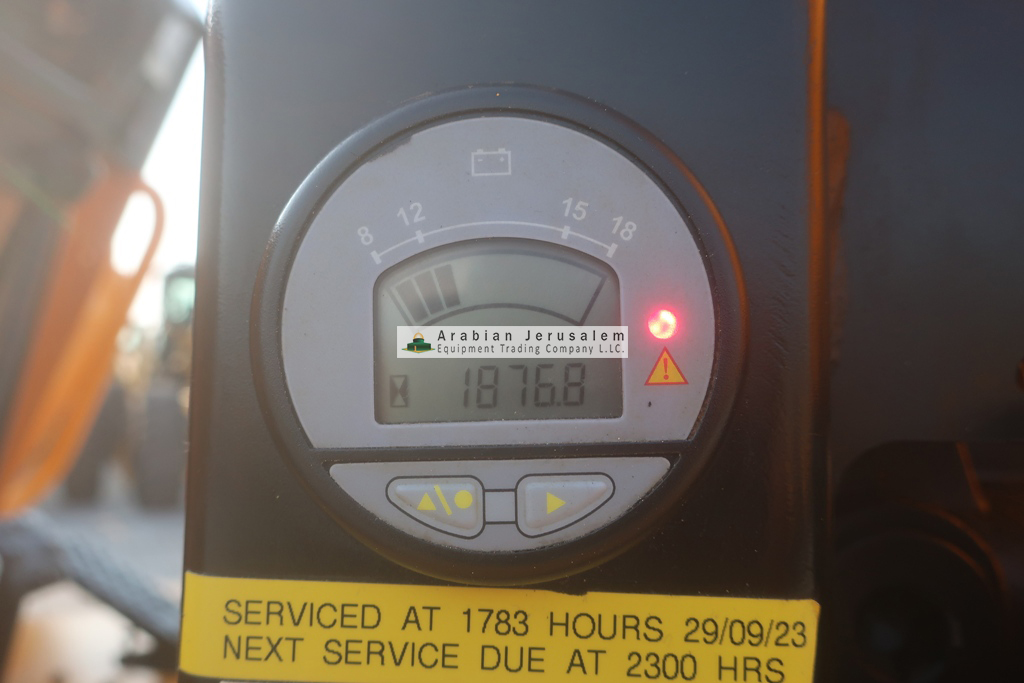 8 12 15 18
Arabian Jerusalem
Equipment Trading Company L.L.C.
1876.8
SERVICED AT 1783 HOURS 29/09/23
NEXT SERVICE DUE AT 2300 HRS